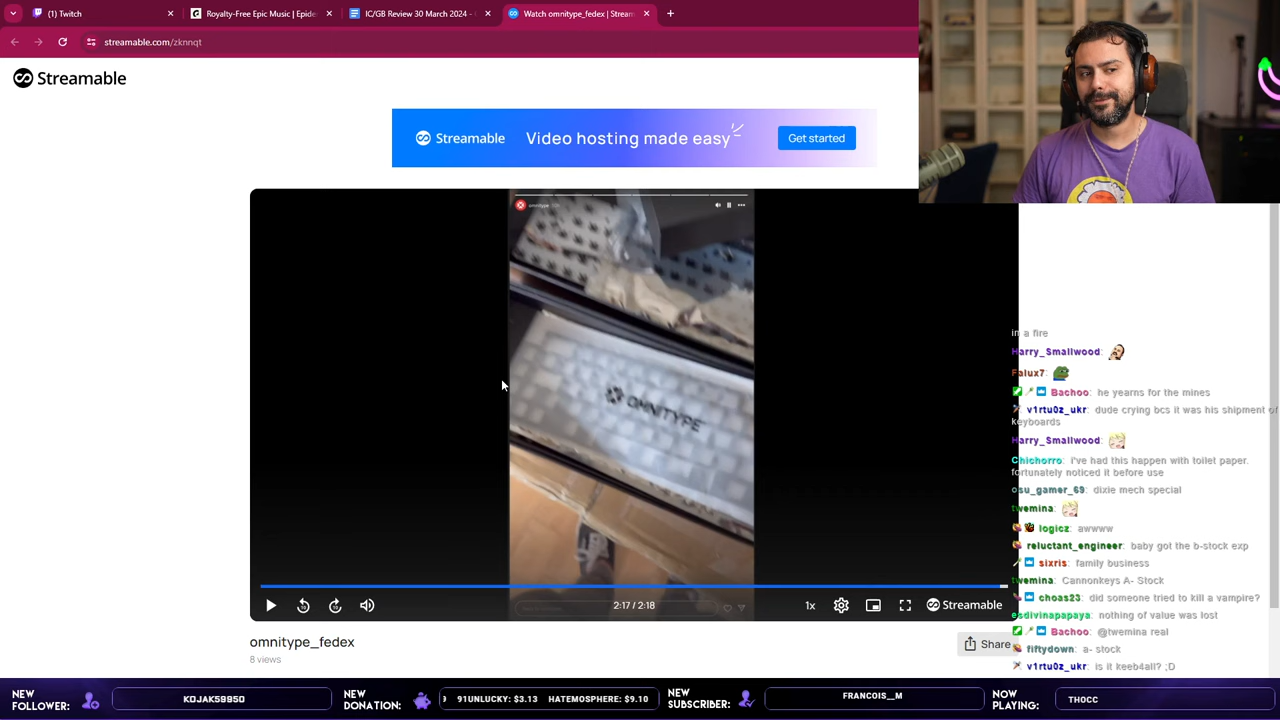 (1) Twitch
Royalty-Free Epic Music | Epide
IC/GB Review 30 March 2024 -
Watch omnitype_fedex | Stream
streamable.com/zknnqt
Streamable
Streamable
Video hosting made easy
Get started
omnitype
OMNITYPE
in a fire
Harry_Smallwood:
Falux7:
Bachoo: he yearns for the mines
v1rtu0z_ukr: dude crying bcs it was his shipment of
keyboards
Harry_Smallwood:
Chichorro: i've had this happen with toilet paper.
fortunately noticed it before use
osu_gamer_69: dixie mech special
twemina:
logicz: awwww
reluctant_engineer: baby got the b-stock exp
sixris: family business
twemina: Cannonkeys A- Stock
choas23: did someone tried to kill a vampire?
esdivinapapaya: nothing of value was lost
Bachoo: @twemina real
fiftydown: a- stock
v1rtu0z_ukr: is it keeb4all? ;D
2:17 / 2:18
1x
Streamable
omnitype_fedex
8 views
Share
NEW
FOLLOWER:
KOJAK59950
NEW
DONATION:
91UNLUCKY: $3.13 HATEMOSPHERE: $9.10
NEW
SUBSCRIBER:
FRANCOIS__M
NOW
PLAYING:
THOCC